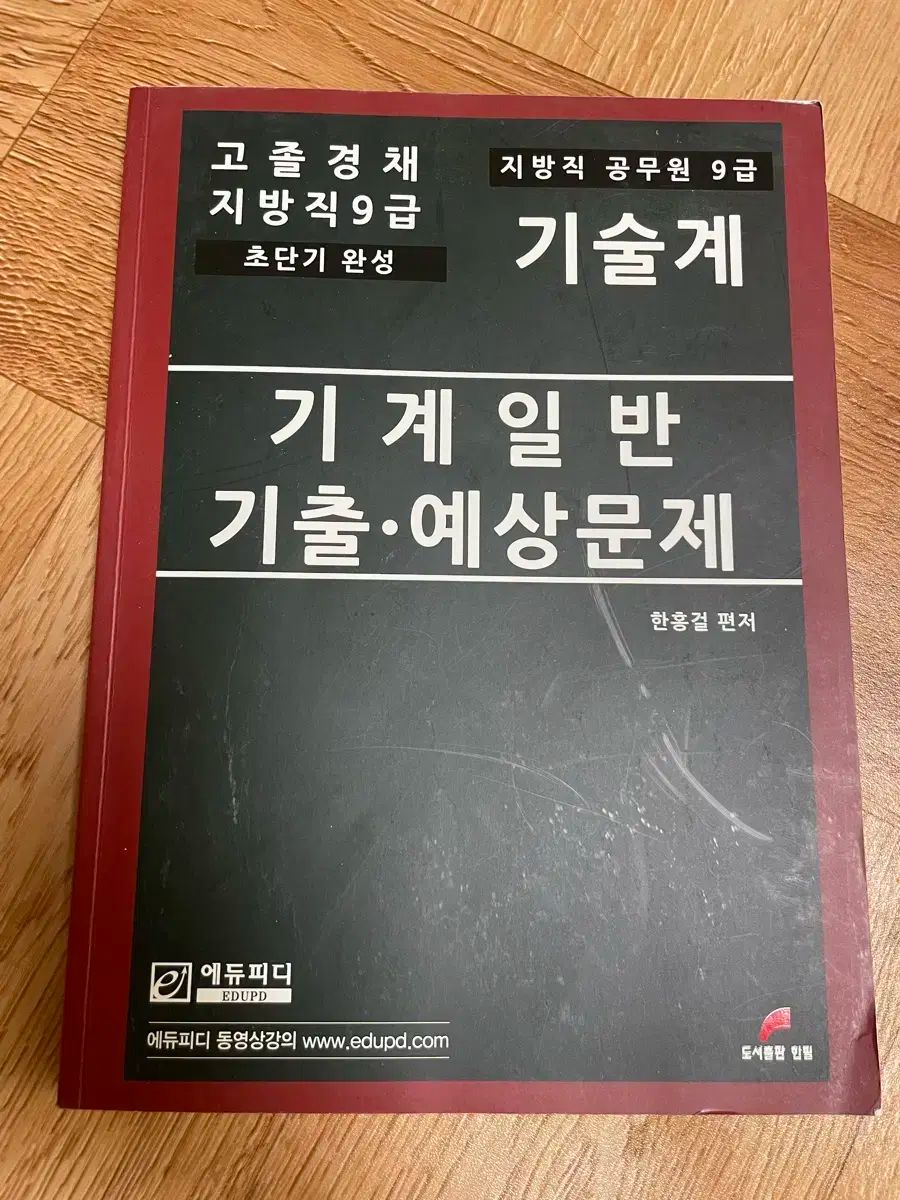 고졸경채
지방직9급
초단기 완성
지방직 공무원 9급
기술계
기계일반
기출·예상문제
한홍걸 편저
에듀피디
EDUPD
에듀피디 동영상강의 www.edupd.com
도서출판 한필